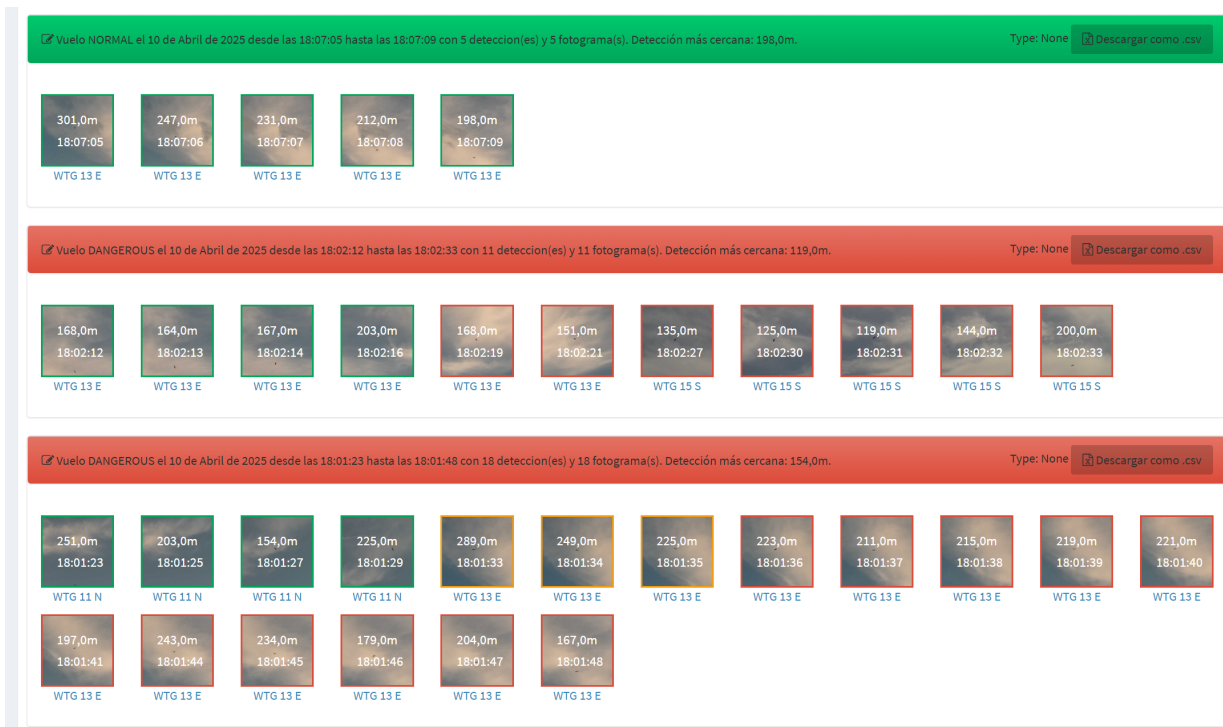 Vuelo NORMAL el 10 de Abril de 2025 desde las 18:07:05 hasta las 18:07:09 con 5 deteccion(es) y 5 fotograma(s). Detección más cercana: 198,0m. Type: None Descargar como .csv
301,0m 247,0m 231,0m 212,0m 198,0m
18:07:05 18:07:06 18:07:07 18:07:08 18:07:09
WTG 13 E WTG 13 E WTG 13 E WTG 13 E WTG 13 E
Vuelo DANGEROUS el 10 de Abril de 2025 desde las 18:02:12 hasta las 18:02:33 con 11 deteccion(es) y 11 fotograma(s). Detección más cercana: 119,0m. Type: None Descargar como .csv
168,0m 164,0m 167,0m 203,0m 168,0m 151,0m 135,0m 125,0m 119,0m 144,0m 200,0m
18:02:12 18:02:13 18:02:14 18:02:16 18:02:19 18:02:21 18:02:27 18:02:30 18:02:31 18:02:32 18:02:33
WTG 13 E WTG 13 E WTG 13 E WTG 13 E WTG 13 E WTG 13 E WTG 15 S WTG 15 S WTG 15 S WTG 15 S WTG 15 S
Vuelo DANGEROUS el 10 de Abril de 2025 desde las 18:01:23 hasta las 18:01:48 con 18 deteccion(es) y 18 fotograma(s). Detección más cercana: 154,0m. Type: None Descargar como .csv
251,0m 203,0m 154,0m 225,0m 289,0m 249,0m 225,0m 223,0m 211,0m 215,0m 219,0m 221,0m
18:01:23 18:01:25 18:01:27 18:01:29 18:01:33 18:01:34 18:01:35 18:01:36 18:01:37 18:01:38 18:01:39 18:01:40
WTG 11 N WTG 11 N WTG 11 N WTG 11 N WTG 13 E WTG 13 E WTG 13 E WTG 13 E WTG 13 E WTG 13 E WTG 13 E WTG 13 E
197,0m 243,0m 234,0m 179,0m 204,0m 167,0m
18:01:41 18:01:44 18:01:45 18:01:46 18:01:47 18:01:48
WTG 13 E WTG 13 E WTG 13 E WTG 13 E WTG 13 E WTG 13 E